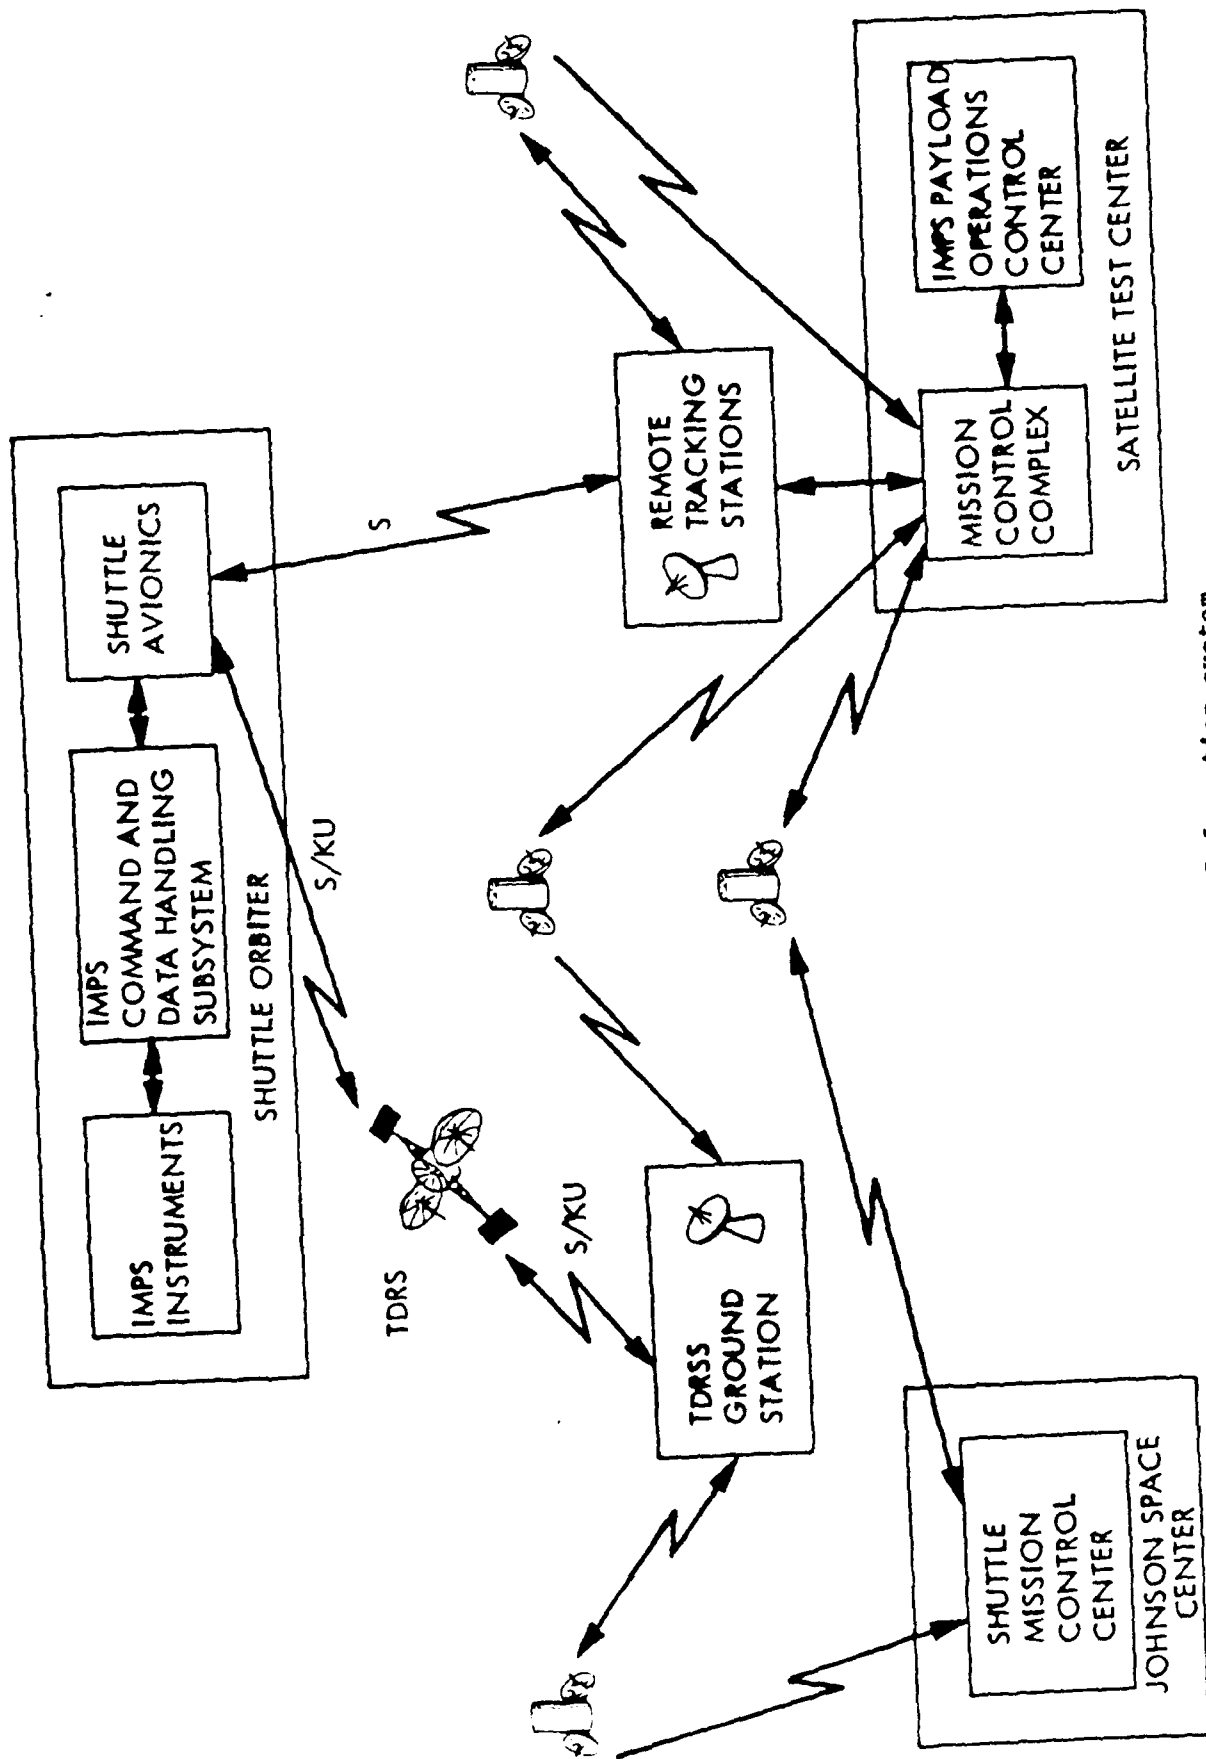 IMPS
INSTRUMENTS
IMPS
COMMAND AND
DATA HANDLING
SUBSYSTEM
SHUTTLE
AVIONICS
SHUTTLE ORBITER
S/KU
S
TDRS
S/KU
TDRSS
GROUND
STATION
REMOTE
TRACKING
STATIONS
SHUTTLE
MISSION
CONTROL
CENTER
JOHNSON SPACE
CENTER
MISSION
CONTROL
COMPLEX
IMPS PAYLOAD
OPERATIONS
CONTROL
CENTER
SATELLITE TEST CENTER
system